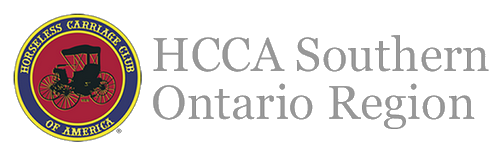 HORSELESS CARRIAGE CLUB
OF AMERICA
®
HCCA Southern
Ontario Region